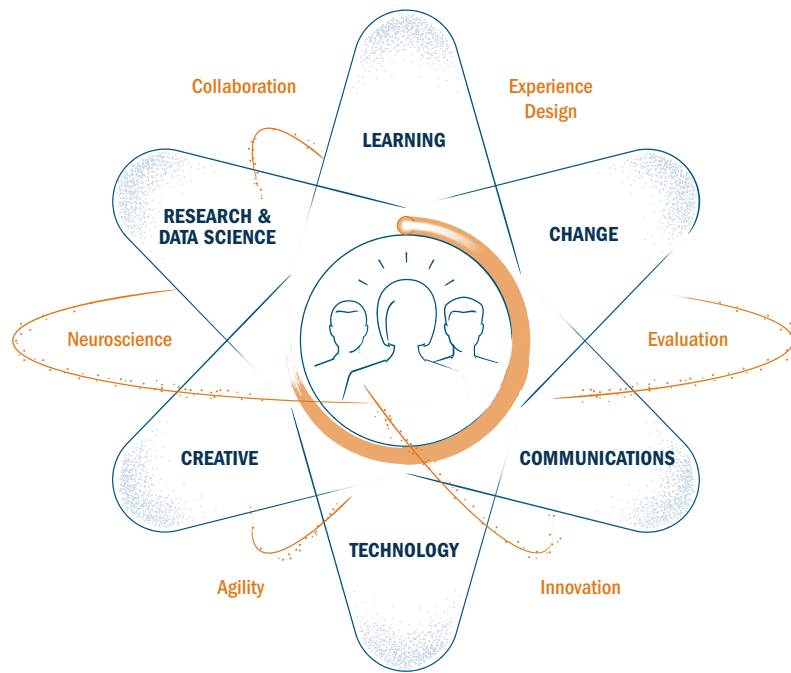 Collaboration
Experience
Design
LEARNING
RESEARCH &
DATA SCIENCE
CHANGE
Neuroscience
Evaluation
CREATIVE
COMMUNICATIONS
TECHNOLOGY
Agility
Innovation